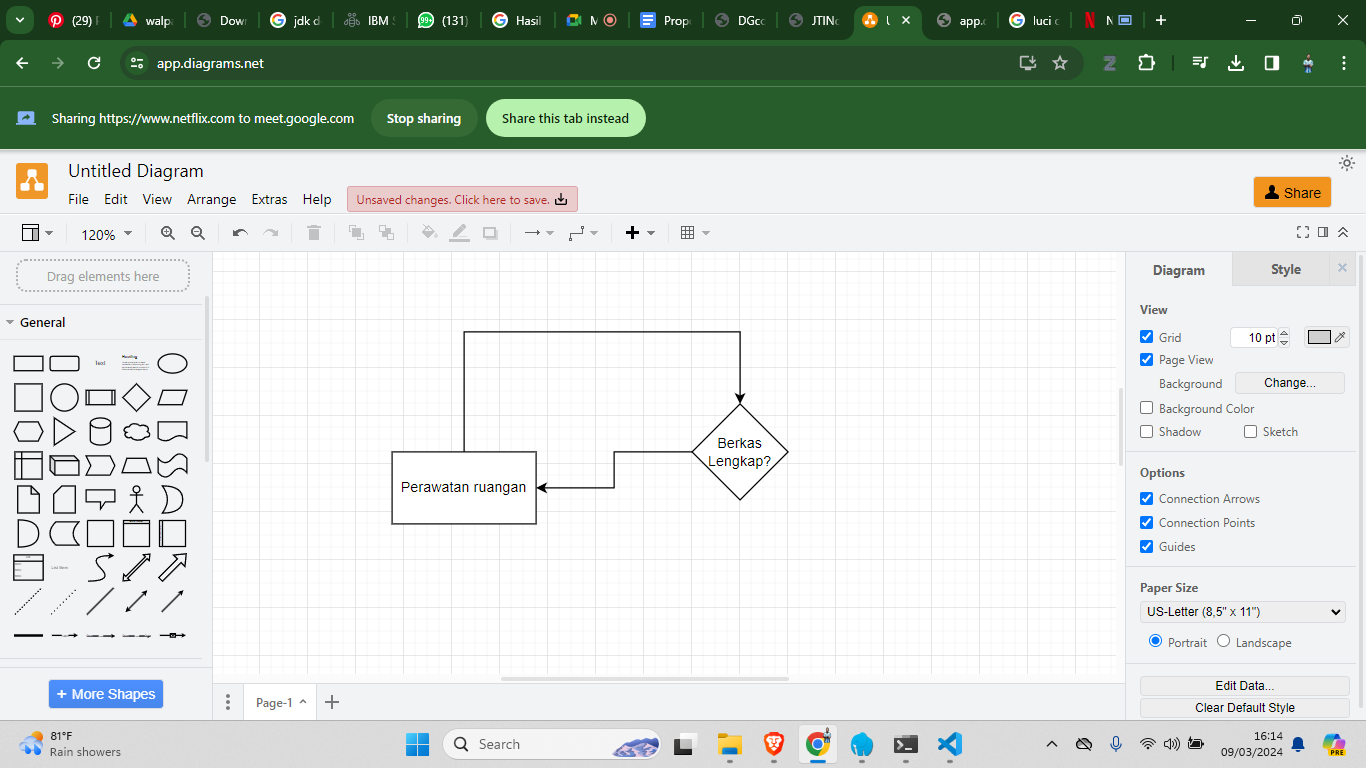 (29) F
walpa
Down
jdk d
IBM S
(131)
Hasil
M
Prop
DGcc
JTINc
U
app.d
luci c
N
app.diagrams.net
Sharing https://www.netflix.com to meet.google.com
Stop sharing
Share this tab instead
Untitled Diagram
File Edit View Arrange Extras Help
Unsaved changes. Click here to save.
Share
120%
Drag elements here
General
Text
Heading
List Item
+ More Shapes
Perawatan ruangan
Berkas
Lengkap?
Page-1
Diagram
Style
View
Grid
10 pt
Page View
Background
Change...
Background Color
Shadow
Sketch
Options
Connection Arrows
Connection Points
Guides
Paper Size
US-Letter (8,5" x 11")
Portrait
Landscape
Edit Data...
Clear Default Style
81°F
Rain showers
Search
99+
16:14
09/03/2024
PRE